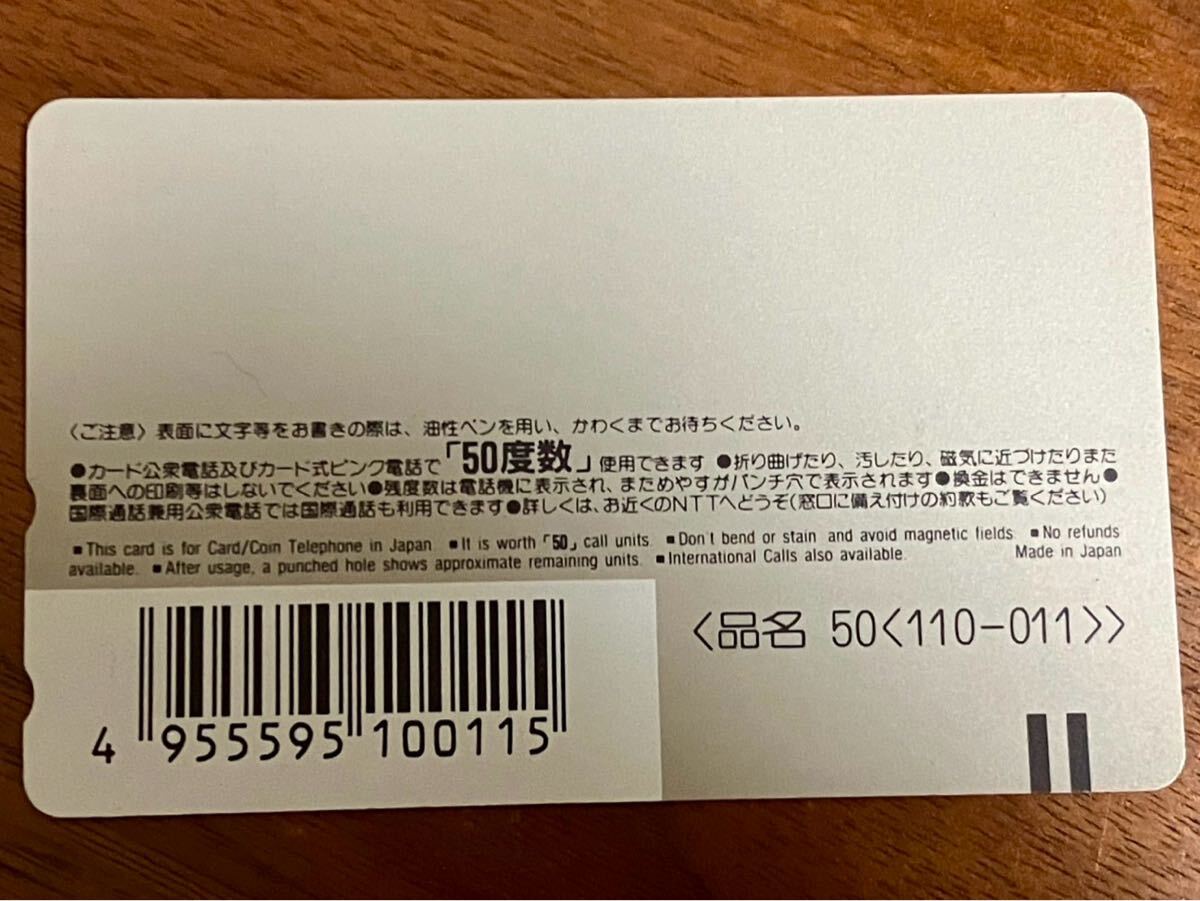 〈ご注意〉表面に文字等をお書きの際は、油性ペンを用い、かわくまでお待ちください。
●カード公衆電話及びカード式ピンク電話で「50度数」使用できます ●折り曲げたり、汚したり、磁気に近づけたりまた
裏面への印刷等はしないでください●残度数は電話機に表示され、まためやすがパンチ穴で表示されます●換金はできません●
国際通話兼用公衆電話では国際通話も利用できます●詳しくは、お近くのNTTへどうぞ(窓口に備え付けの約款もご覧ください)
■This card is for Card/Coin Telephone in Japan. ■It is worth「50」call units. ■Don't bend or stain and avoid magnetic fields. ■No refunds
available. ■After usage, a punched hole shows approximate remaining units. ■International Calls also available. Made in Japan
〈品名 50〈110-011〉〉
4 955595 100115